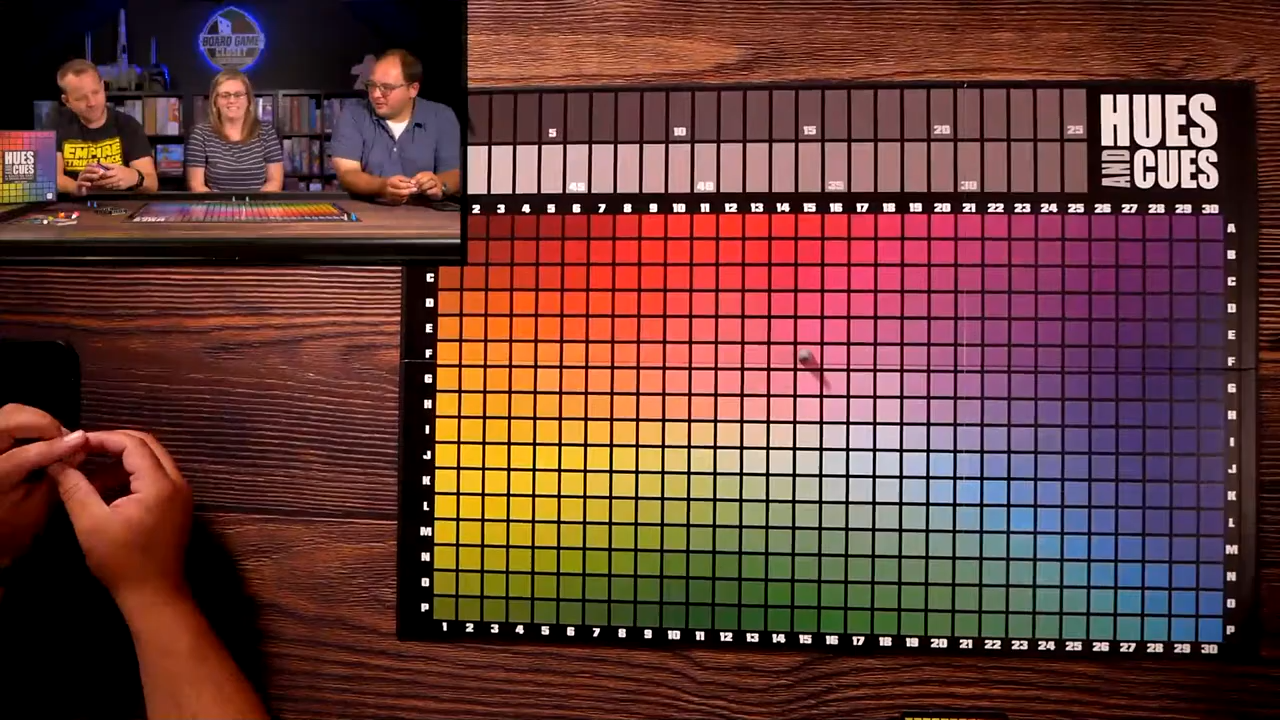 BOARD GAME
CLOSET
EMPIRE
STRIKES BACK
HUES
AND CUES
5 10 15 20 25
45 40 35 30
HUES
AND CUES
2 3 4 5 6 7 8 9 10 11 12 13 14 15 16 17 18 19 20 21 22 23 24 25 26 27 28 29 30
A
B
C C
D D
E E
F F
G G
H H
I I
J J
K K
L L
M M
N N
O O
P P
1 2 3 4 5 6 7 8 9 10 11 12 13 14 15 16 17 18 19 20 21 22 23 24 25 26 27 28 29 30